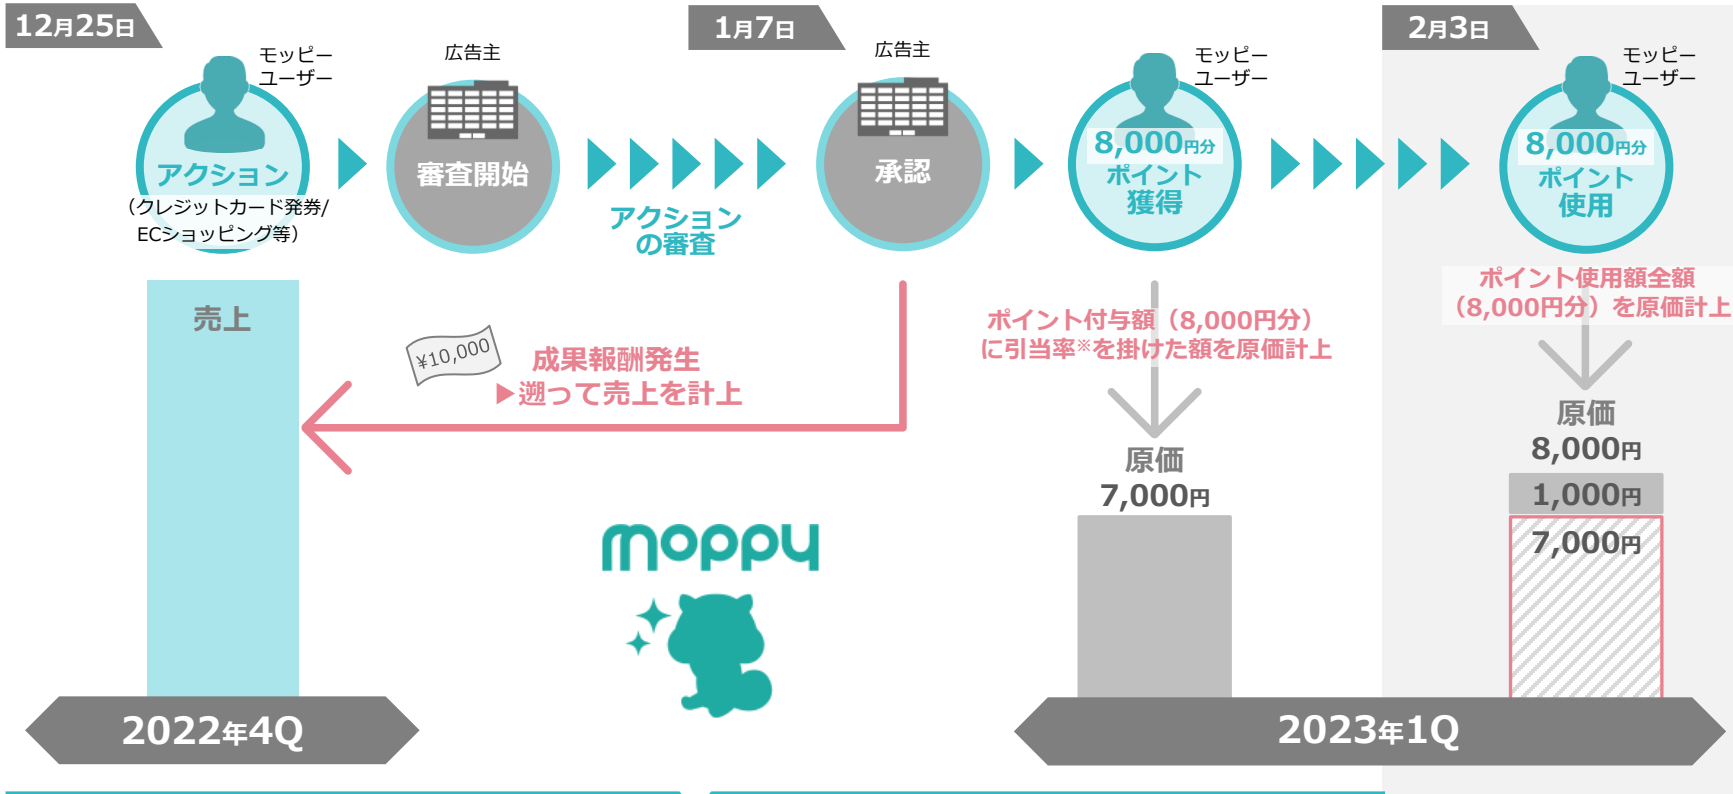 12月25日
1月7日
2月3日
モッピー
ユーザー
広告主
広告主
モッピー
ユーザー
モッピー
ユーザー
アクション
（クレジットカード発券/
ECショッピング等）
審査開始
アクション
の審査
承認
8,000円分
ポイント
獲得
8,000円分
ポイント
使用
売上
¥10,000
成果報酬発生
▶遡って売上を計上
ポイント付与額（8,000円分）
に引当率※を掛けた額を原価計上
ポイント使用額全額
（8,000円分）を原価計上
原価
7,000円
原価
8,000円
1,000円
7,000円
moppy
2022年4Q
2023年1Q